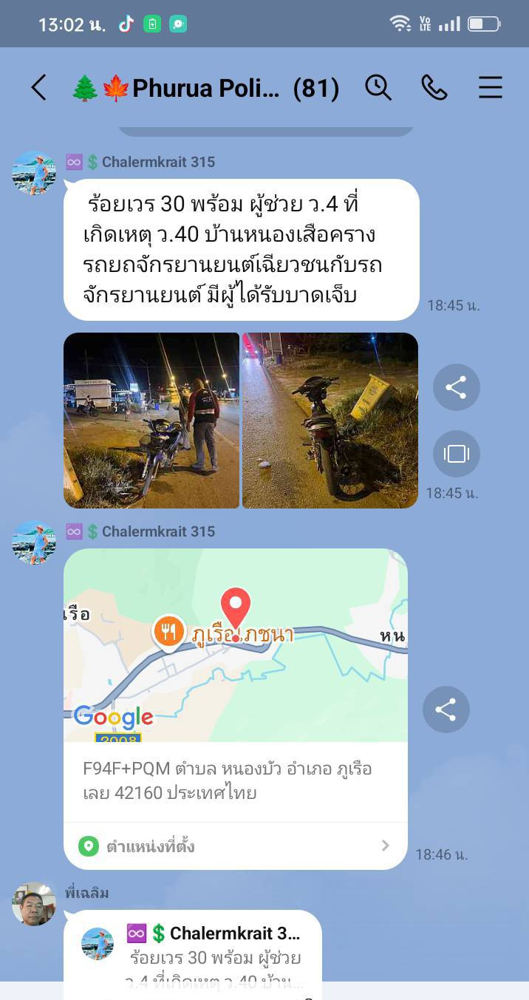 13:02 น.
Vo
LTE
Phurua Poli... (81)
Chalermkrait 315
ร้อยเวร 30 พร้อม ผู้ช่วย ว.4 ที่
เกิดเหตุ ว.40 บ้านหนองเสือคราง
รถยถจักรยานยนต์เฉียวชนกับรถ
จักรยานยนต์ มีผู้ได้รับบาดเจ็บ
18:45 น.
18:45 น.
Chalermkrait 315
เรือ
ภูเรือโภชนา
หน
Google
2098
F94F+PQM ตำบล หนองบัว อำเภอ ภูเรือ
เลย 42160 ประเทศไทย
ตำแหน่งที่ตั้ง
18:46 น.
พี่เฉลิม
Chalermkrait 3...
ร้อยเวร 30 พร้อม ผู้ช่วย
ว.4 ที่เกิดเหตุ ว.40 บ้าน...